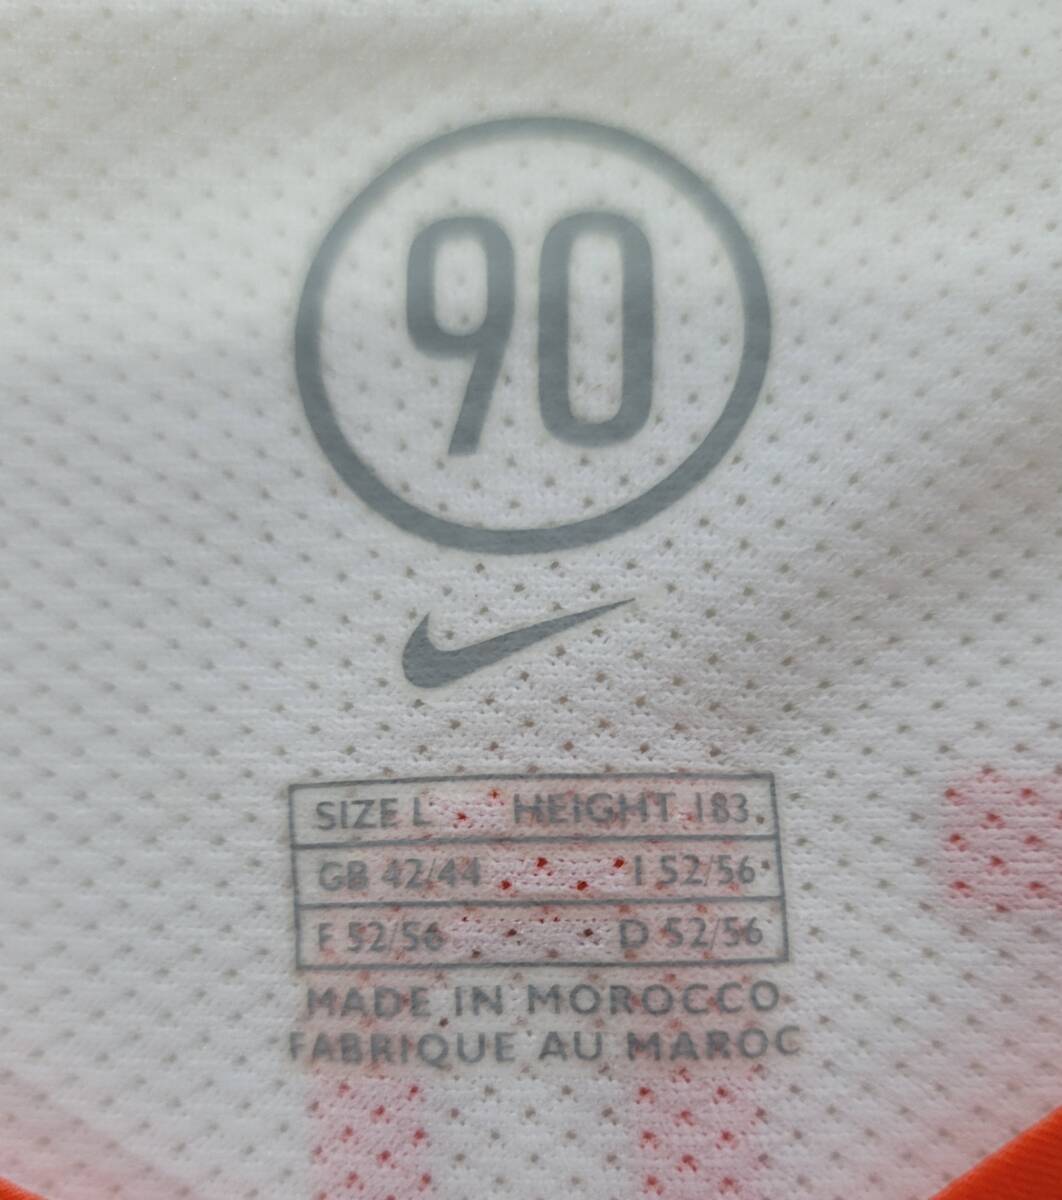 90
SIZE L HEIGHT 183
GB 42/44 I 52/56
F 52/56 D 52/56
MADE IN MOROCCO
FABRIQUE AU MAROC